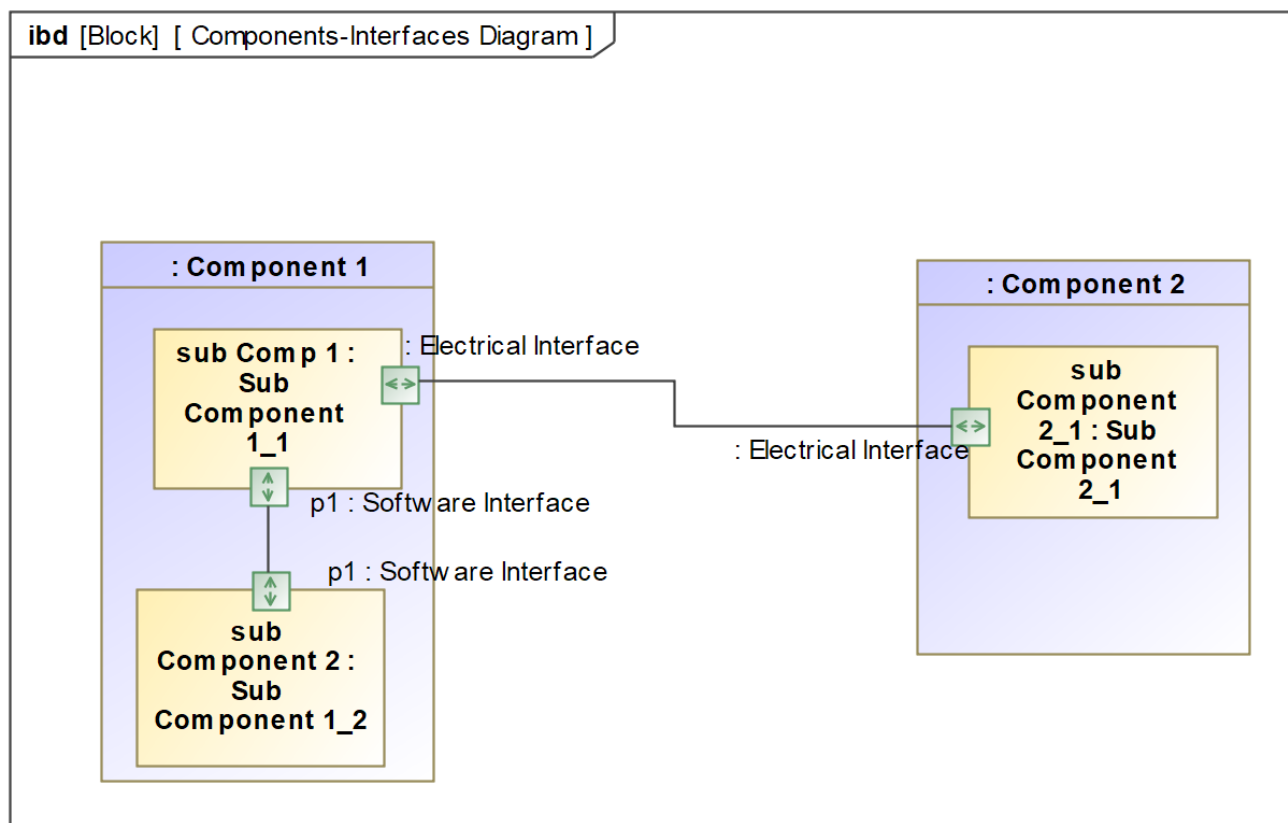 ibd [Block] [ Components-Interfaces Diagram ]
: Component 1
sub Comp 1 :
Sub
Component
1_1
: Electrical Interface
p1 : Software Interface
p1 : Software Interface
sub
Component 2 :
Sub
Component 1_2
: Component 2
sub
Component
2_1 : Sub
Component
2_1
: Electrical Interface